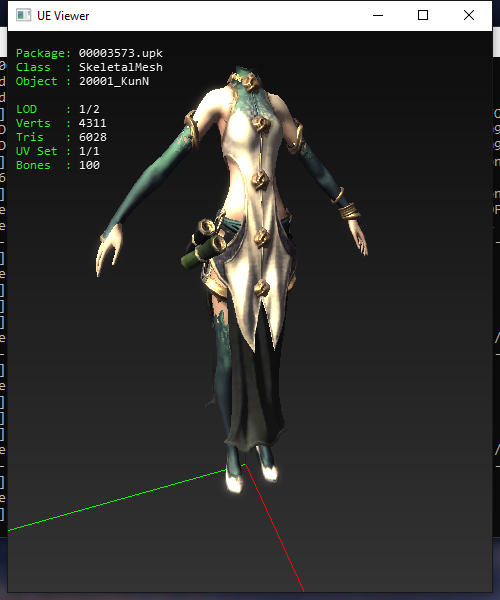 UE Viewer
Package: 00003573.upk
Class  : SkeletalMesh
Object : 20001_KunN
LOD    : 1/2
Verts  : 4311
Tris   : 6028
UV Set : 1/1
Bones  : 100